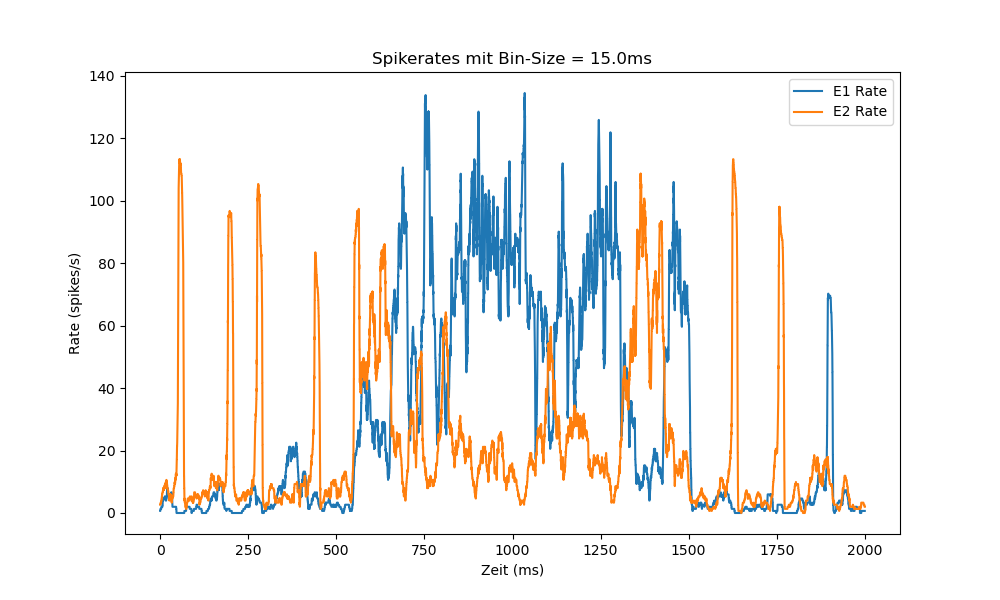 Spikerates mit Bin-Size = 15.0ms
140
120
100
80
60
40
20
0
Rate (spikes/s)
E1 Rate
E2 Rate
0 250 500 750 1000 1250 1500 1750 2000
Zeit (ms)